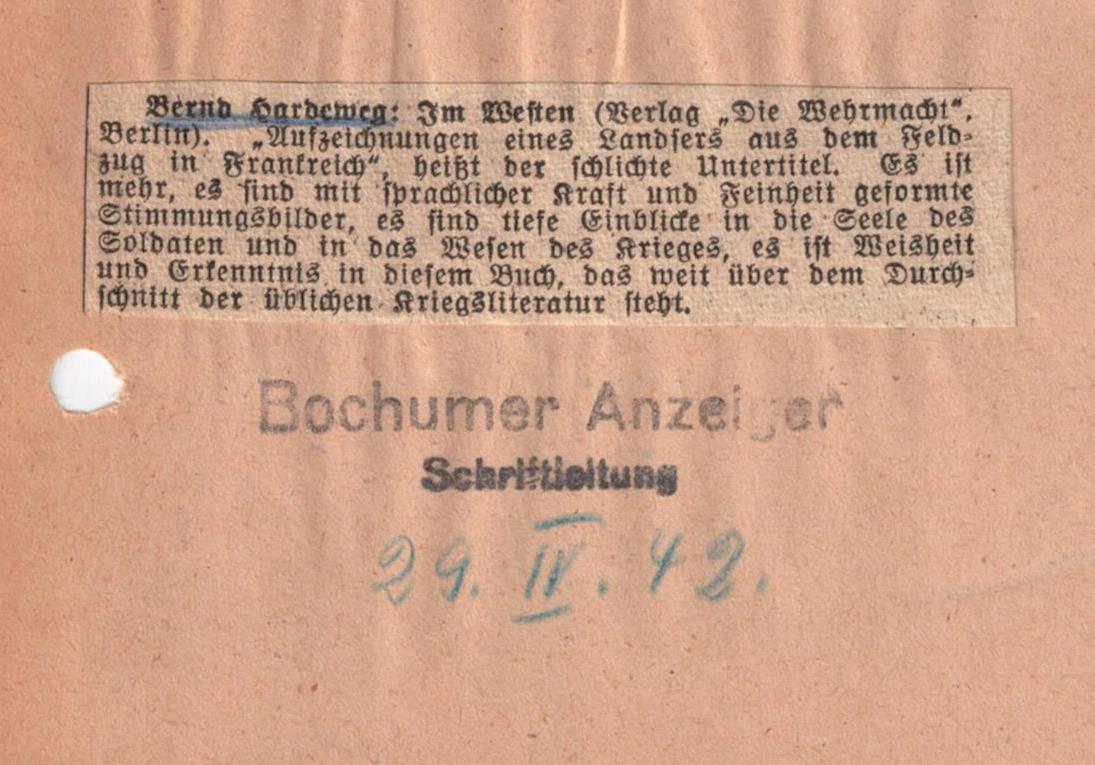 Bernd Hardeweg: Im Westen (Verlag „Die Wehrmacht“,
Berlin). „Aufzeichnungen eines Landsers aus dem Feld-
zug in Frankreich“, heißt der schlichte Untertitel. Es ist
mehr, es sind mit sprachlicher Kraft und Feinheit geformte
Stimmungsbilder, es sind tiefe Einblicke in die Seele des
Soldaten und in das Wesen des Krieges, es ist Weisheit
und Erkenntnis in diesem Buch, das weit über dem Durch-
schnitt der üblichen Kriegsliteratur steht.
Bochumer Anzeiger
Schriftleitung
29. IV. 42.